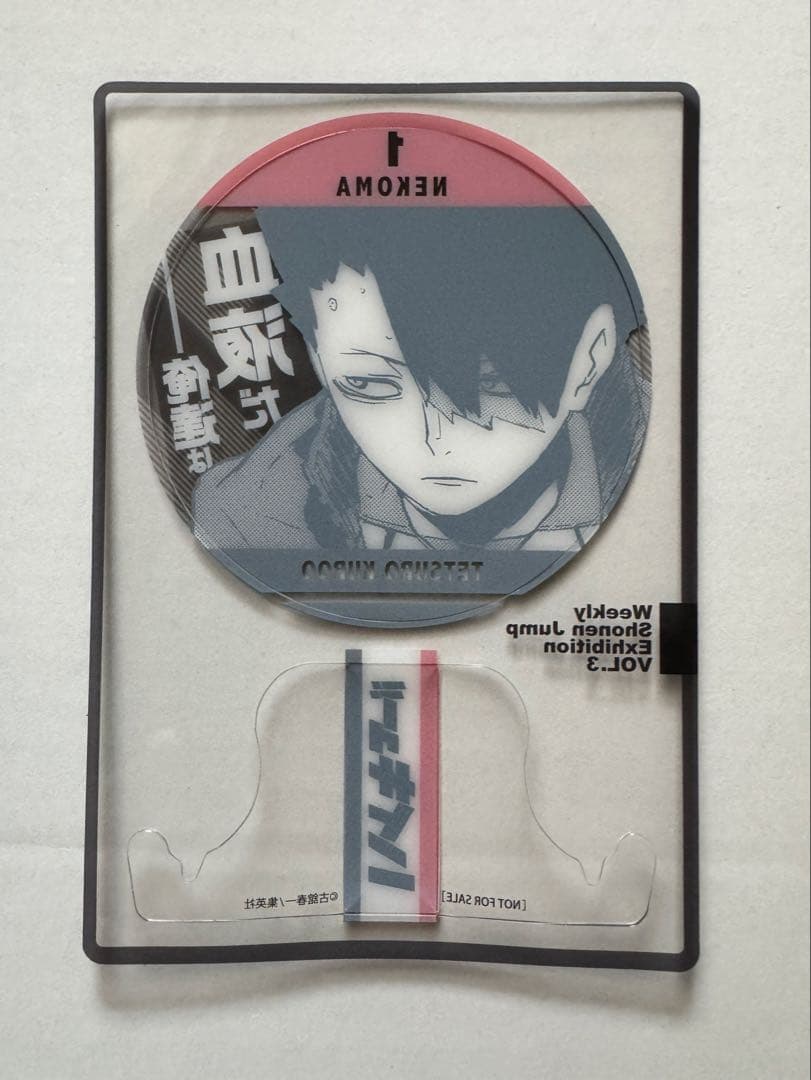 1
NEKOMA
俺達は
血液だ
TETSURO KUROO
Weekly
Shonen Jump
Exhibition
VOL.3
ハイキュー!!
[NOT FOR SALE]
©古舘春一/集英社